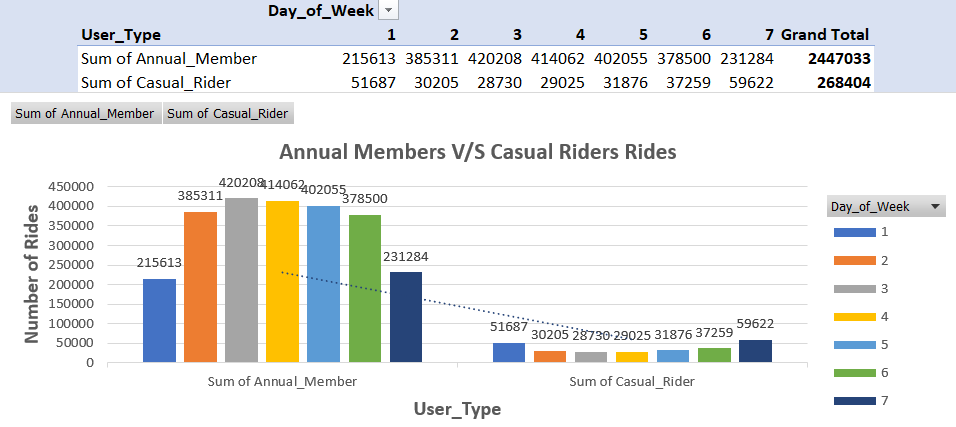 Day_of_Week
User_Type 1 2 3 4 5 6 7 Grand Total
Sum of Annual_Member 215613 385311 420208 414062 402055 378500 231284 2447033
Sum of Casual_Rider 51687 30205 28730 29025 31876 37259 59622 268404
Sum of Annual_Member Sum of Casual_Rider
Annual Members V/S Casual Riders Rides
Number of Rides
450000
400000
350000
300000
250000
200000
150000
100000
50000
0
215613
385311
420208
414062
402055
378500
231284
51687
30205
28730
29025
31876
37259
59622
Sum of Annual_Member
Sum of Casual_Rider
User_Type
Day_of_Week
1
2
3
4
5
6
7